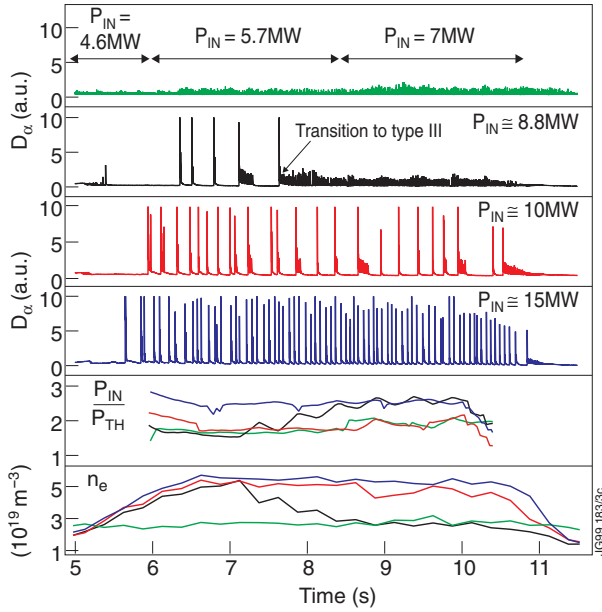 P_IN =
4.6MW
P_IN = 5.7MW
P_IN = 7MW
10
5
0
D_α (a.u.)
P_IN ≅ 8.8MW
Transition to type III
10
5
0
D_α (a.u.)
P_IN ≅ 10MW
10
5
0
P_IN ≅ 15MW
10
5
0
D_α (a.u.)
P_IN
P_TH
3
2
1
n_e
5
3
1
(10^19 m^−3)
5 6 7 8 9 10 11
Time (s)
JG99.183/3c